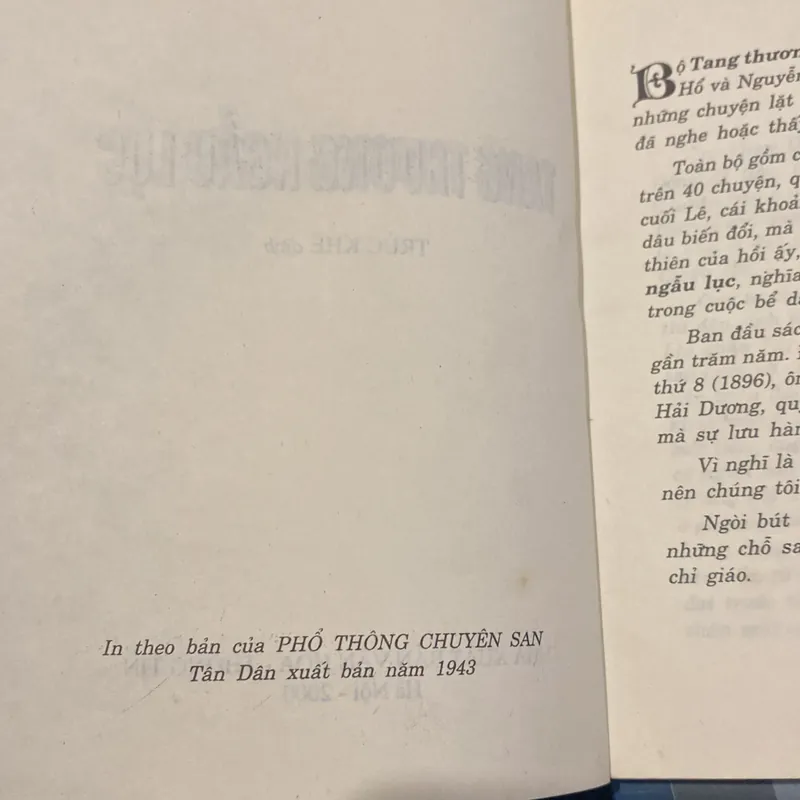 In theo bản của PHỔ THÔNG CHUYÊN SAN
Tân Dân xuất bản năm 1943
Bộ Tang thươn
Hổ và Nguyễn
những chuyện lặt
đã nghe hoặc thấ
Toàn bộ gồm c
trên 40 chuyện, q
cuối Lê, cái khoả
dâu biến đổi, mà
thiên của hồi ấy,
ngẫu lục, nghĩa
trong cuộc bể dâ
Ban đầu sác
gần trăm năm.
thứ 8 (1896), ôn
Hải Dương, quy
mà sự lưu hàn
Vì nghĩ là
nên chúng tôi
Ngòi bút
những chỗ sa
chỉ giáo.